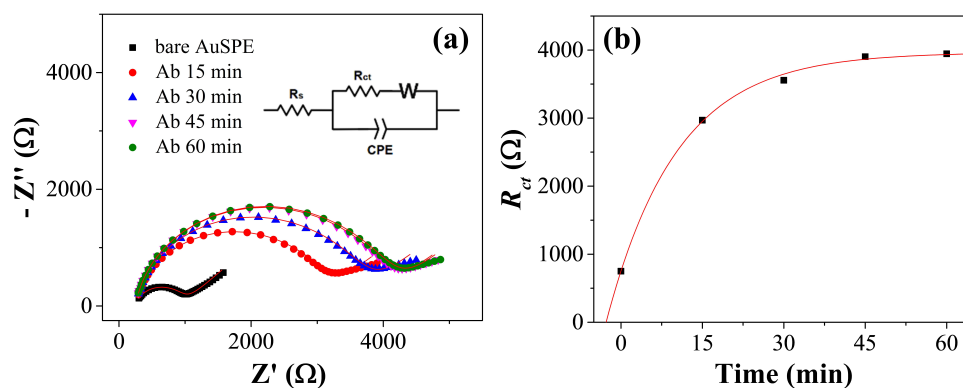 (a)
bare AuSPE
Ab 15 min
Ab 30 min
Ab 45 min
Ab 60 min
Rs
Rct
W
CPE
4000
2000
0
- Z'' (Ω)
0
2000
4000
Z' (Ω)
(b)
4000
3000
2000
1000
0
Rct (Ω)
0
15
30
45
60
Time (min)